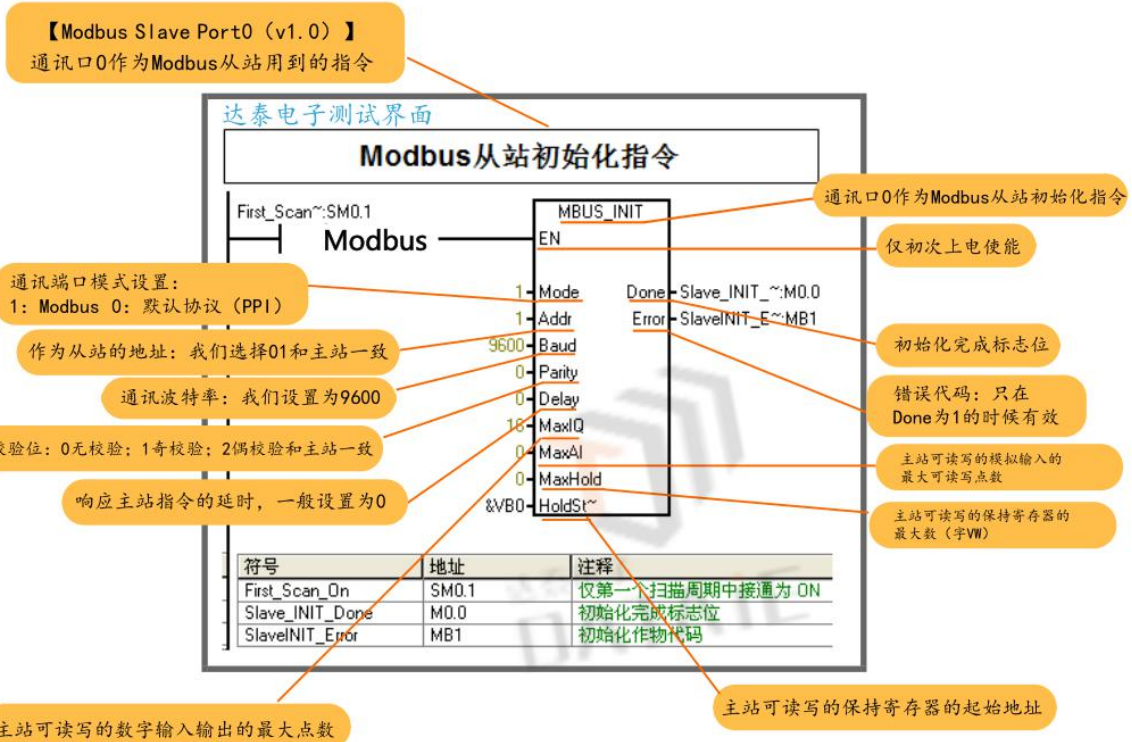 【Modbus Slave Port0（v1.0）】
通讯口0作为Modbus从站用到的指令
达泰电子测试界面
Modbus从站初始化指令
First_Scan~:SM0.1
Modbus
MBUS_INIT
EN
通讯口0作为Modbus从站初始化指令
仅初次上电使能
通讯端口模式设置：
1：Modbus 0：默认协议（PPI）
1 Mode Done Slave_INIT_~:M0.0
1 Addr Error SlaveINIT_E~:MB1
9600 Baud
0 Parity
0 Delay
16 MaxIQ
0 MaxAI
0 MaxHold
&VB0 HoldSt~
作为从站的地址：我们选择01和主站一致
通讯波特率：我们设置为9600
校验位：0无校验；1奇校验；2偶校验和主站一致
响应主站指令的延时，一般设置为0
初始化完成标志位
错误代码：只在
Done为1的时候有效
主站可读写的模拟输入的
最大可读写点数
主站可读写的保持寄存器的
最大数（字VW）
符号 地址 注释
First_Scan_On SM0.1 仅第一个扫描周期中接通为 ON
Slave_INIT_Done M0.0 初始化完成标志位
SlaveINIT_Error MB1 初始化作物代码
主站可读写的保持寄存器的起始地址
主站可读写的数字输入输出的最大点数